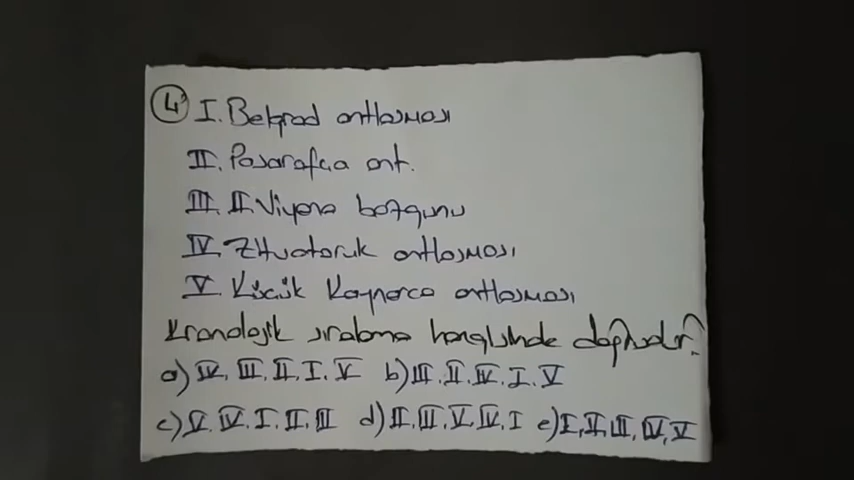 4 I. Belgrad antlaşması
II. Pasarofça ant.
III. II. Viyana bozgunu
IV. Zitvatoruk antlaşması
V. Küçük Kaynarca antlaşması
Kronolojik sıralama hangisinde doğrudur?
a) IV. III. II. I. V b) III. II. IV. I. V
c) V. IV. I. II. III d) II. III. V. IV. I e) I, II, III, IV, V